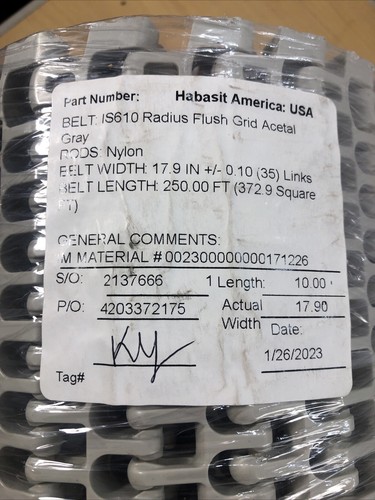 Part Number: Habasit America: USA
BELT: IS610 Radius Flush Grid Acetal
Gray
RODS: Nylon
BELT WIDTH: 17.9 IN +/- 0.10 (35) Links
BELT LENGTH: 250.00 FT (372.9 Square
FT)
GENERAL COMMENTS:
M MATERIAL # 002300000000171226
S/O: 2137666 1 Length: 10.00
P/O: 4203372175 Actual 17.90
Width Date:
1/26/2023
Tag#